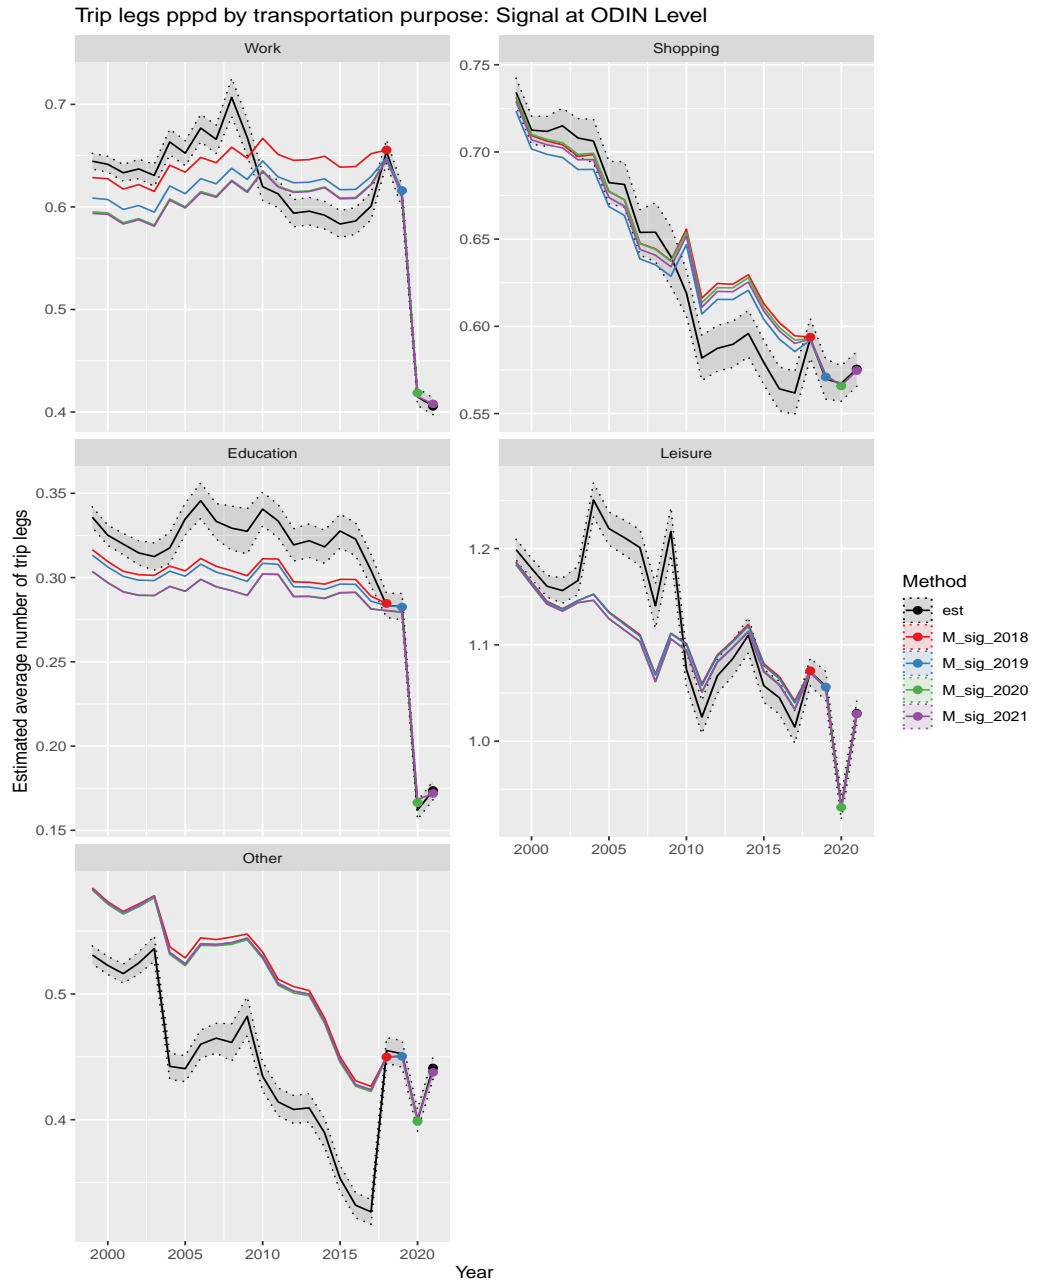 Trip legs pppd by transportation purpose: Signal at ODIN Level
Work
Shopping
0.7
0.6
0.5
0.4
0.75
0.70
0.65
0.60
0.55
Education
Leisure
0.35
0.30
0.25
0.20
0.15
1.2
1.1
1.0
2000
2005
2010
2015
2020
Other
0.5
0.4
2000
2005
2010
2015
2020
Year
Estimated average number of trip legs
Method
est
M_sig_2018
M_sig_2019
M_sig_2020
M_sig_2021